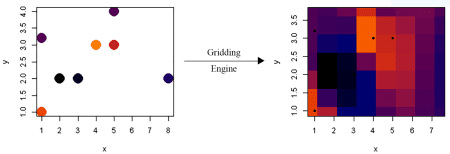 y
1.0 1.5 2.0 2.5 3.0 3.5 4.0
1 2 3 4 5 6 7 8
x
Gridding
Engine
y
1.0 1.5 2.0 2.5 3.0 3.5
1 2 3 4 5 6 7
x